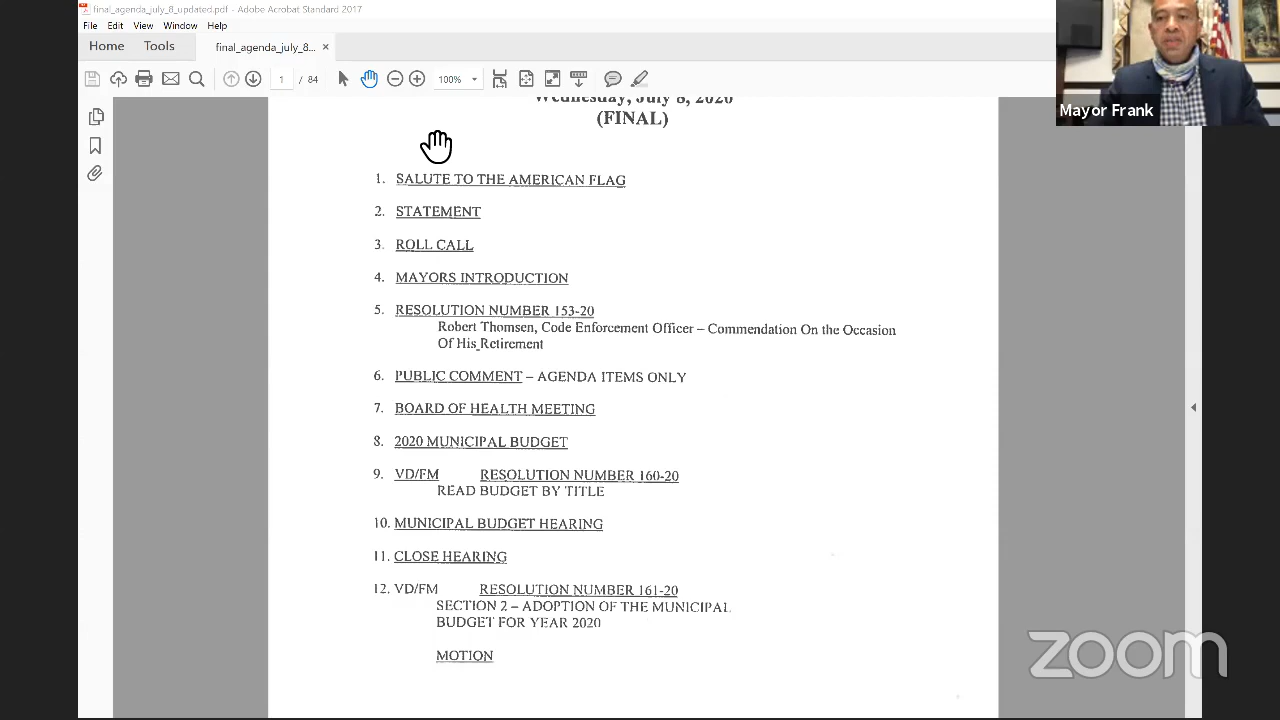 final_agenda_july_8_updated.pdf - Adobe Acrobat Standard 2017
File Edit View Window Help
Home Tools final_agenda_july_8... ×
1 / 84 100%
Mayor Frank
Wednesday, July 8, 2020
(FINAL)
1. SALUTE TO THE AMERICAN FLAG
2. STATEMENT
3. ROLL CALL
4. MAYORS INTRODUCTION
5. RESOLUTION NUMBER 153-20
Robert Thomsen, Code Enforcement Officer – Commendation On the Occasion
Of His Retirement
6. PUBLIC COMMENT – AGENDA ITEMS ONLY
7. BOARD OF HEALTH MEETING
8. 2020 MUNICIPAL BUDGET
9. VD/FM RESOLUTION NUMBER 160-20
READ BUDGET BY TITLE
10. MUNICIPAL BUDGET HEARING
11. CLOSE HEARING
12. VD/FM RESOLUTION NUMBER 161-20
SECTION 2 – ADOPTION OF THE MUNICIPAL
BUDGET FOR YEAR 2020
MOTION
zoom